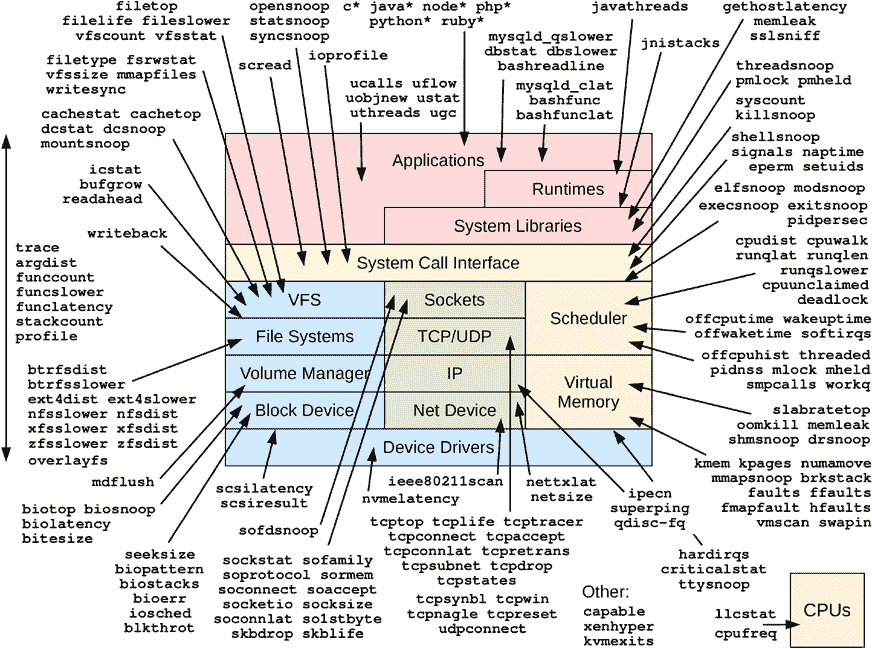 filetop
filelife fileslower
vfscount vfsstat
opensnoop
statsnoop
syncsnoop
c* java* node* php*
python* ruby*
javathreads
gethostlatency
memleak
sslsniff
filetype fsrwstat
vfssize mmapfiles
writesync
scread
ioprofile
ucalls uflow
uobjnew ustat
uthreads ugc
mysqld_qslower
dbstat dbslower
bashreadline
mysqld_clat
bashfunc
bashfunclat
jnistacks
threadsnoop
pmlock pmheld
syscount
killsnoop
cachestat cachetop
dcstat dcsnoop
mountsnoop
shellsnoop
signals naptime
eperm setuids
icstat
bufgrow
readahead
elfsnoop modsnoop
execsnoop exitsnoop
pidpersec
writeback
trace
argdist
funccount
funcslower
funclatency
stackcount
profile
Applications
Runtimes
System Libraries
System Call Interface
VFS
Sockets
Scheduler
File Systems
TCP/UDP
Volume Manager
IP
Virtual
Memory
Block Device
Net Device
Device Drivers
cpudist cpuwalk
runqlat runqlen
runqslower
cpuunclaimed
deadlock
offcputime wakeuptime
offwaketime softirqs
offcpuhist threaded
pidnss mlock mheld
smpcalls workq
slabratetop
oomkill memleak
shmsnoop drsnoop
kmem kpages numamove
mmapsnoop brkstack
faults ffaults
fmapfault hfaults
vmscan swapin
btrfsdist
btrfsslower
ext4dist ext4slower
nfsslower nfsdist
xfsslower xfsdist
zfsslower zfsdist
overlayfs
mdflush
biotop biosnoop
biolatency
bitesize
seeksize
biopattern
biostacks
bioerr
iosched
blkthrot
scsilatency
scsiresult
nvmelatency
sofdsnoop
ieee80211scan
nettxlat
netsize
ipecn
superping
qdisc-fq
sockstat sofamily
soprotocol sormem
soconnect soaccept
socketio socksize
soconnlat so1stbyte
skbdrop skblife
tcptop tcplife tcptracer
tcpconnect tcpaccept
tcpconnlat tcpretrans
tcpsubnet tcpdrop
tcpstates
tcpsynbl tcpwin
tcpnagle tcpreset
udpconnect
hardirqs
criticalstat
ttysnoop
Other:
capable
xenhyper
kvmexits
llcstat
cpufreq
CPUs